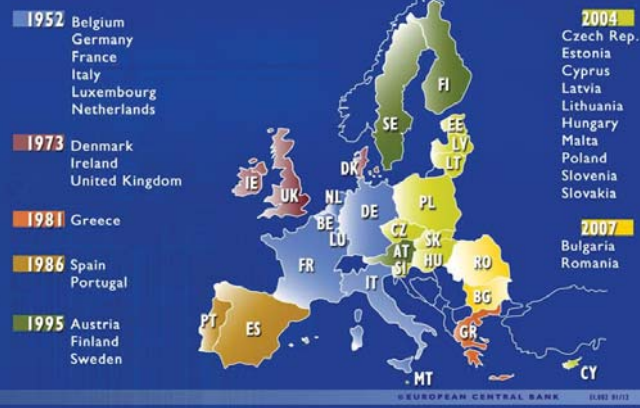 1952 Belgium
Germany
France
Italy
Luxembourg
Netherlands
1973 Denmark
Ireland
United Kingdom
1981 Greece
1986 Spain
Portugal
1995 Austria
Finland
Sweden
FI
SE
EE
LV
LT
DK
IE
UK
NL
DE
PL
BE
LU
CZ
SK
AT
HU
SI
FR
IT
RO
BG
PT
ES
GR
MT
CY
2004
Czech Rep.
Estonia
Cyprus
Latvia
Lithuania
Hungary
Malta
Poland
Slovenia
Slovakia
2007
Bulgaria
Romania
© EUROPEAN CENTRAL BANK